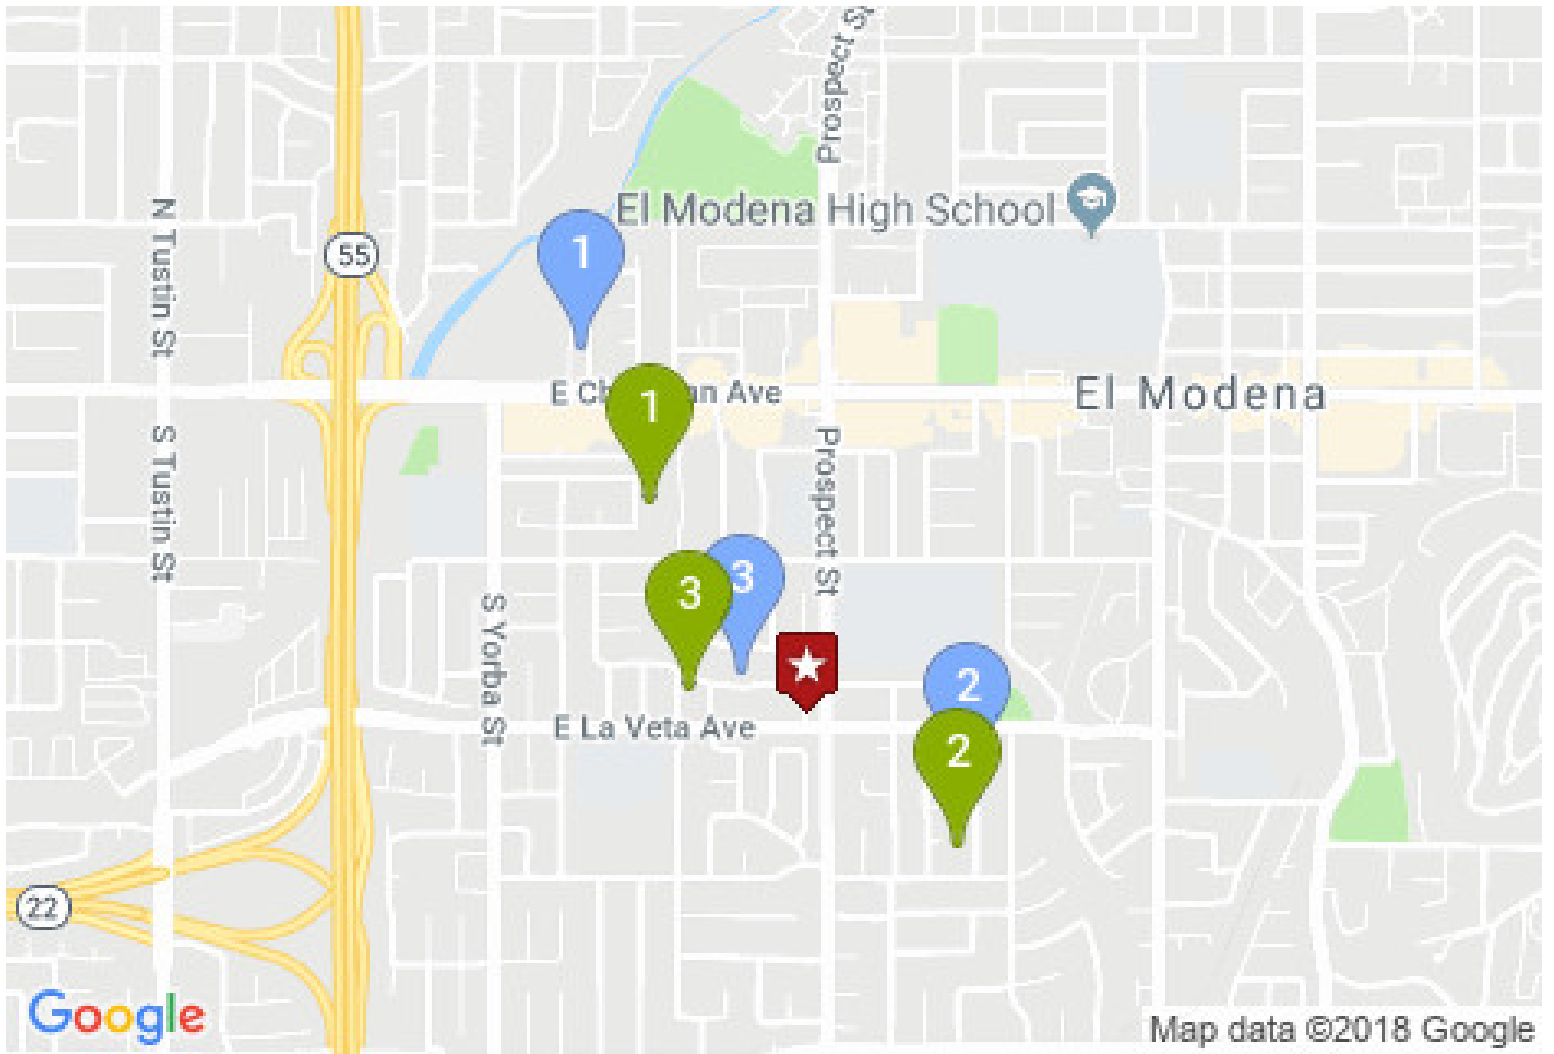 Prospect St
El Modena High School
N Tustin St
55
1
E Ch an Ave
1
El Modena
S Tustin St
Prospect St
3
3
S Yorba St
2
E La Veta Ave
2
22
Google
Map data ©2018 Google